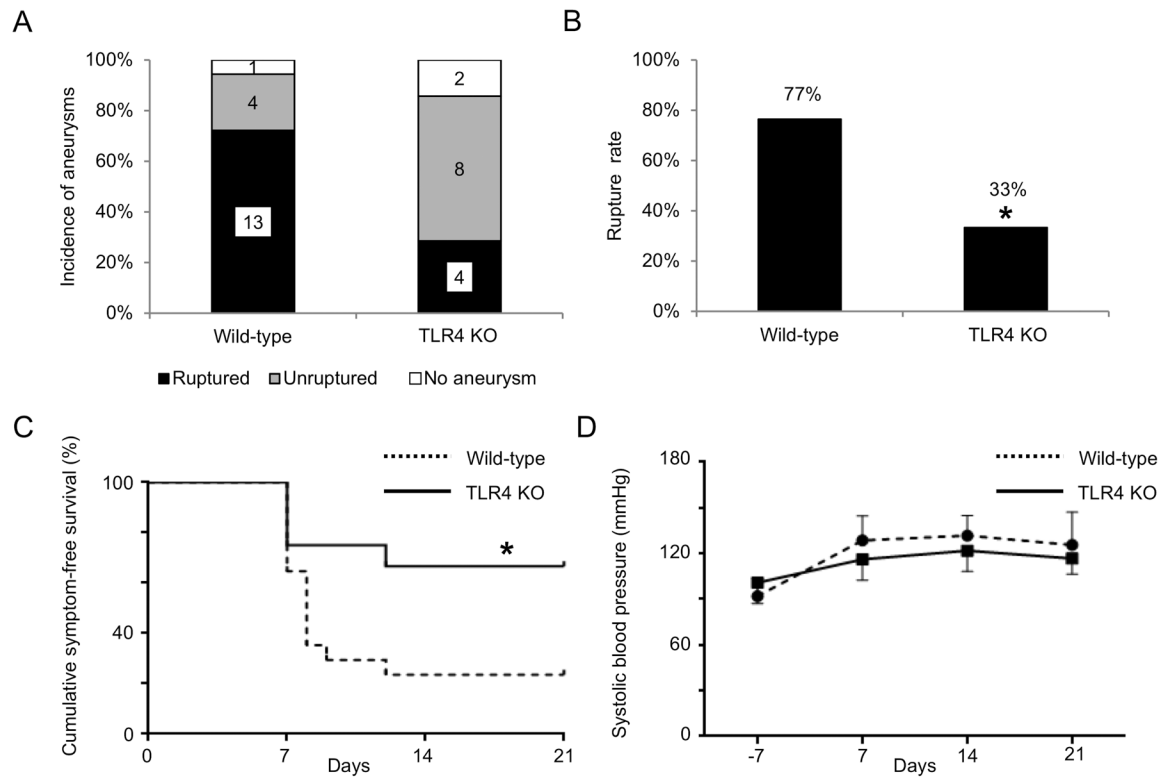 A
Incidence of aneurysms
100%
80%
60%
40%
20%
0%
1
4
13
2
8
4
Wild-type
TLR4 KO
Ruptured
Unruptured
No aneurysm
B
Rupture rate
100%
80%
60%
40%
20%
0%
77%
33%
*
Wild-type
TLR4 KO
C
Cumulative symptom-free survival (%)
Wild-type
TLR4 KO
100
40
0
*
0
7
14
21
Days
D
Systolic blood pressure (mmHg)
Wild-type
TLR4 KO
180
120
60
0
-7
7
14
21
Days